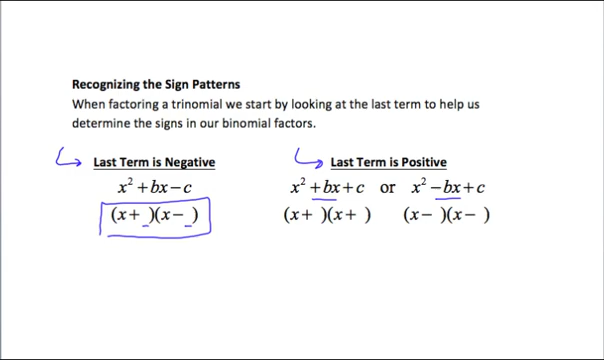 Recognizing the Sign Patterns
When factoring a trinomial we start by looking at the last term to help us
determine the signs in our binomial factors.
Last Term is Negative
Last Term is Positive
x² + bx − c
x² + bx + c or x² − bx + c
(x + _)(x − _)
(x + )(x + ) (x − )(x − )